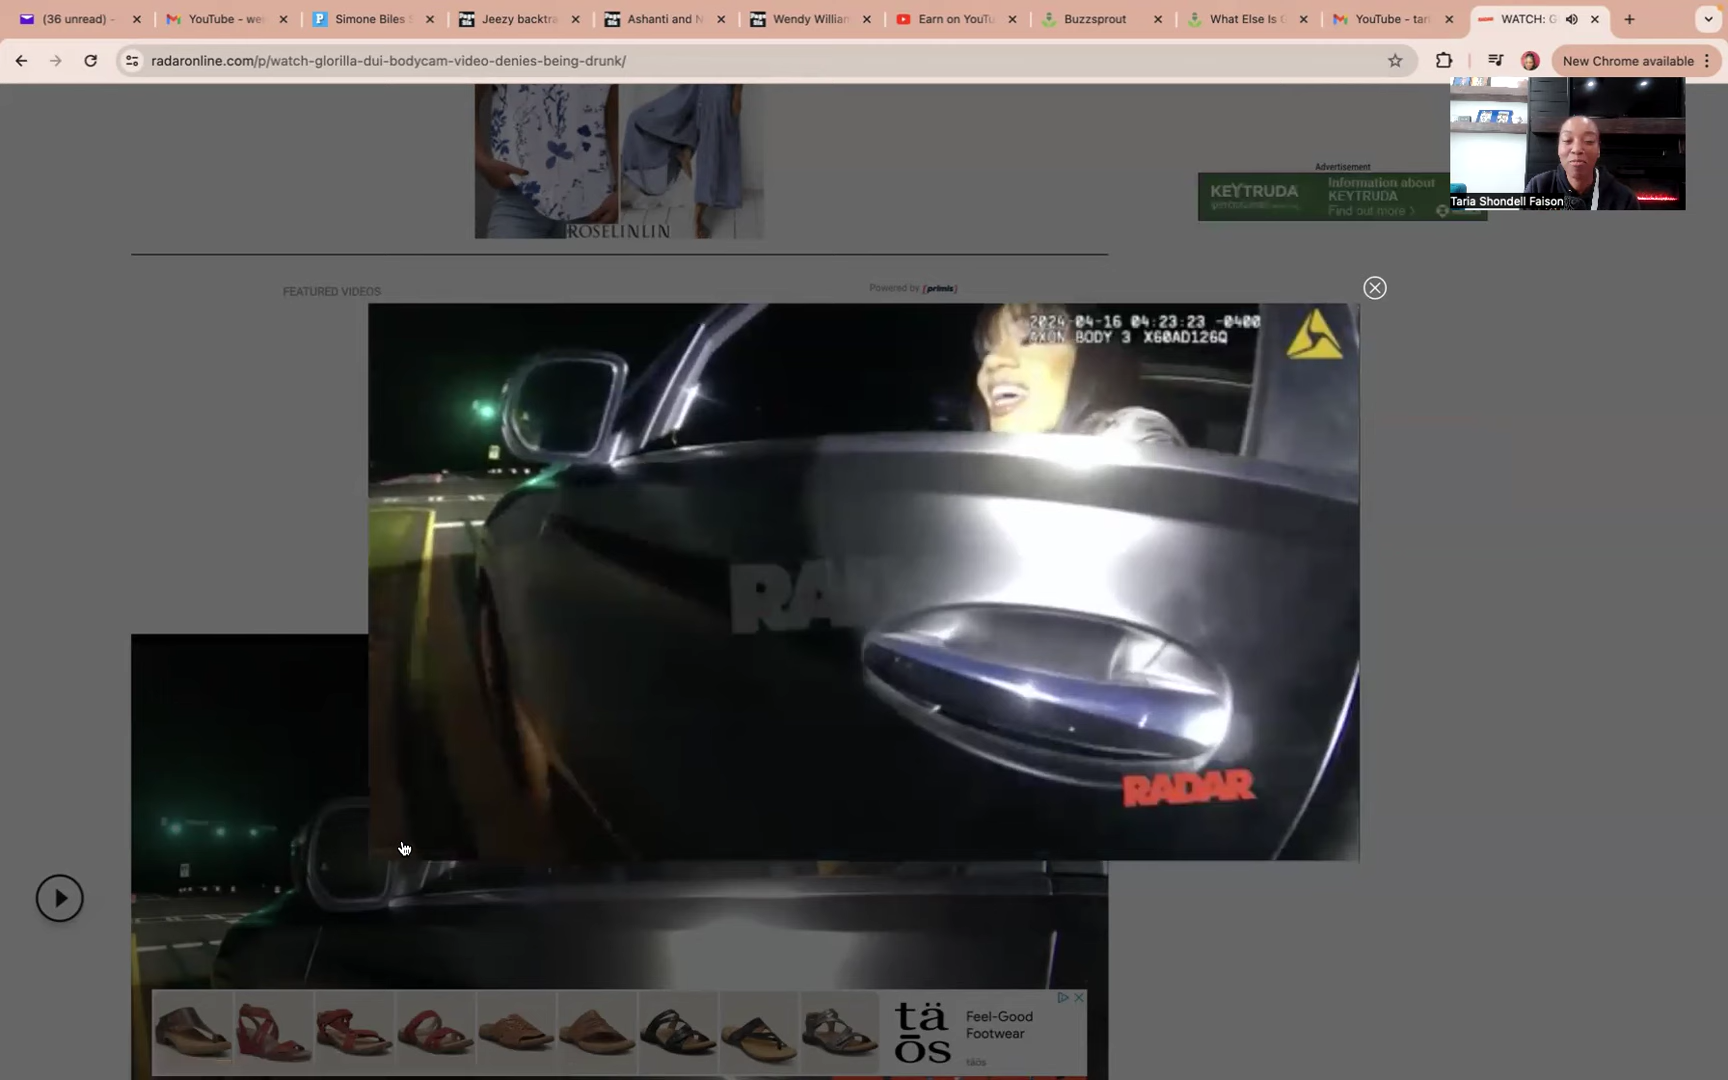 (36 unread) -
YouTube - we
Simone Biles S
Jeezy backtra
Ashanti and N
Wendy William
Earn on YouTu
Buzzsprout
What Else Is G
YouTube - tar
WATCH: G
radaronline.com/p/watch-glorilla-dui-bodycam-video-denies-being-drunk/
New Chrome available
Taria Shondell Faison
ROSELINLIN
Advertisement
KEYTRUDA
Information about
KEYTRUDA
Find out more >
FEATURED VIDEOS
Powered by [primis]
2024-04-16 04:23:23 -0400
AXON BODY 3 X60AD126Q
RA
RADAR
täōs
Feel-Good
Footwear
täōs